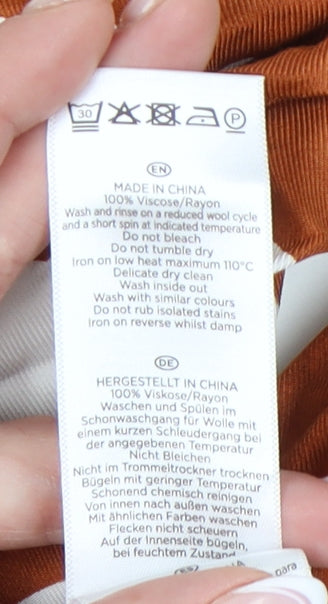 30 P
EN
MADE IN CHINA
100% Viscose/Rayon
Wash and rinse on a reduced wool cycle
and a short spin at indicated temperature
Do not bleach
Do not tumble dry
Iron on low heat maximum 110°C
Delicate dry clean
Wash inside out
Wash with similar colours
Do not rub isolated stains
Iron on reverse whilst damp
DE
HERGESTELLT IN CHINA
100% Viskose/Rayon
Waschen und Spülen im
Schonwaschgang für Wolle mit
einem kurzen Schleudergang bei
der angegebenen Temperatur
Nicht Bleichen
Nicht im Trommeltrockner trocknen
Bügeln mit geringer Temperatur
Schonend chemisch reinigen
Von innen nach außen waschen
Mit ähnlichen Farben waschen
Flecken nicht scheuern
Auf der Innenseite bügeln,
bei feuchtem Zustand
ES
para